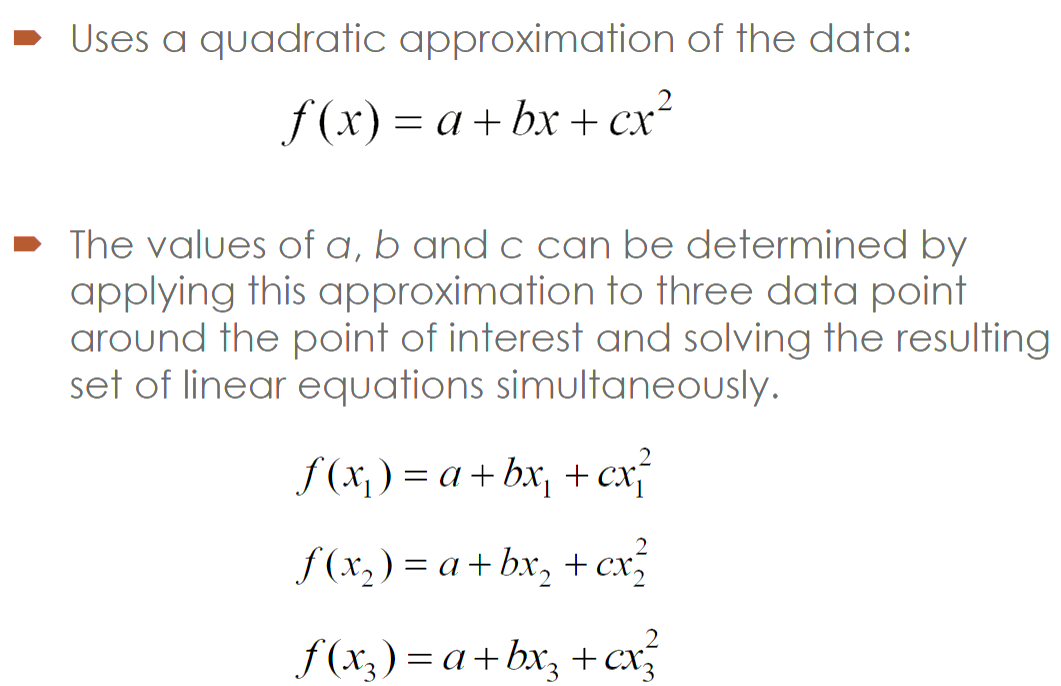 Uses a quadratic approximation of the data:
f(x) = a + bx + cx²
The values of a, b and c can be determined by
applying this approximation to three data point
around the point of interest and solving the resulting
set of linear equations simultaneously.
f(x₁) = a + bx₁ + cx₁²
f(x₂) = a + bx₂ + cx₂²
f(x₃) = a + bx₃ + cx₃²